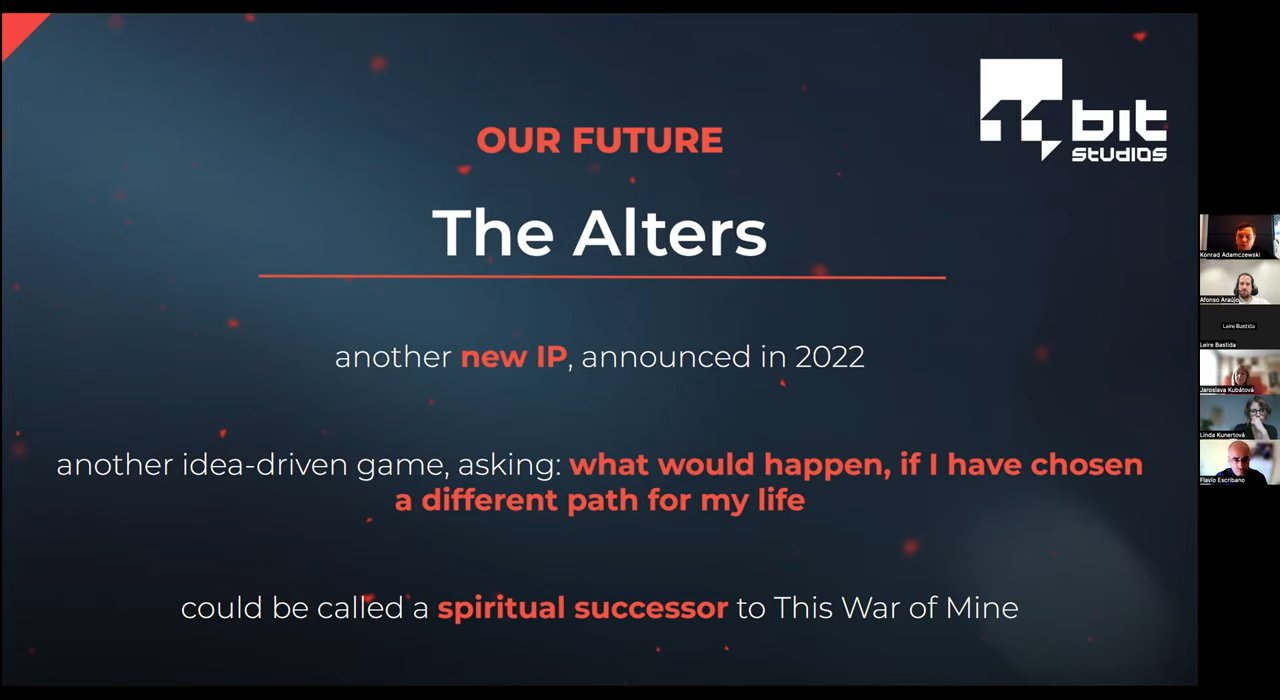 OUR FUTURE
11 bit
studios
The Alters
another new IP, announced in 2022
another idea-driven game, asking: what would happen, if I have chosen
a different path for my life
could be called a spiritual successor to This War of Mine
Konrad Adamczewski
Afonso Araújo
Leire Bastida
Leire Bastida
Jaroslava Kubátová
Linda Kunertová
Flavio Escribano